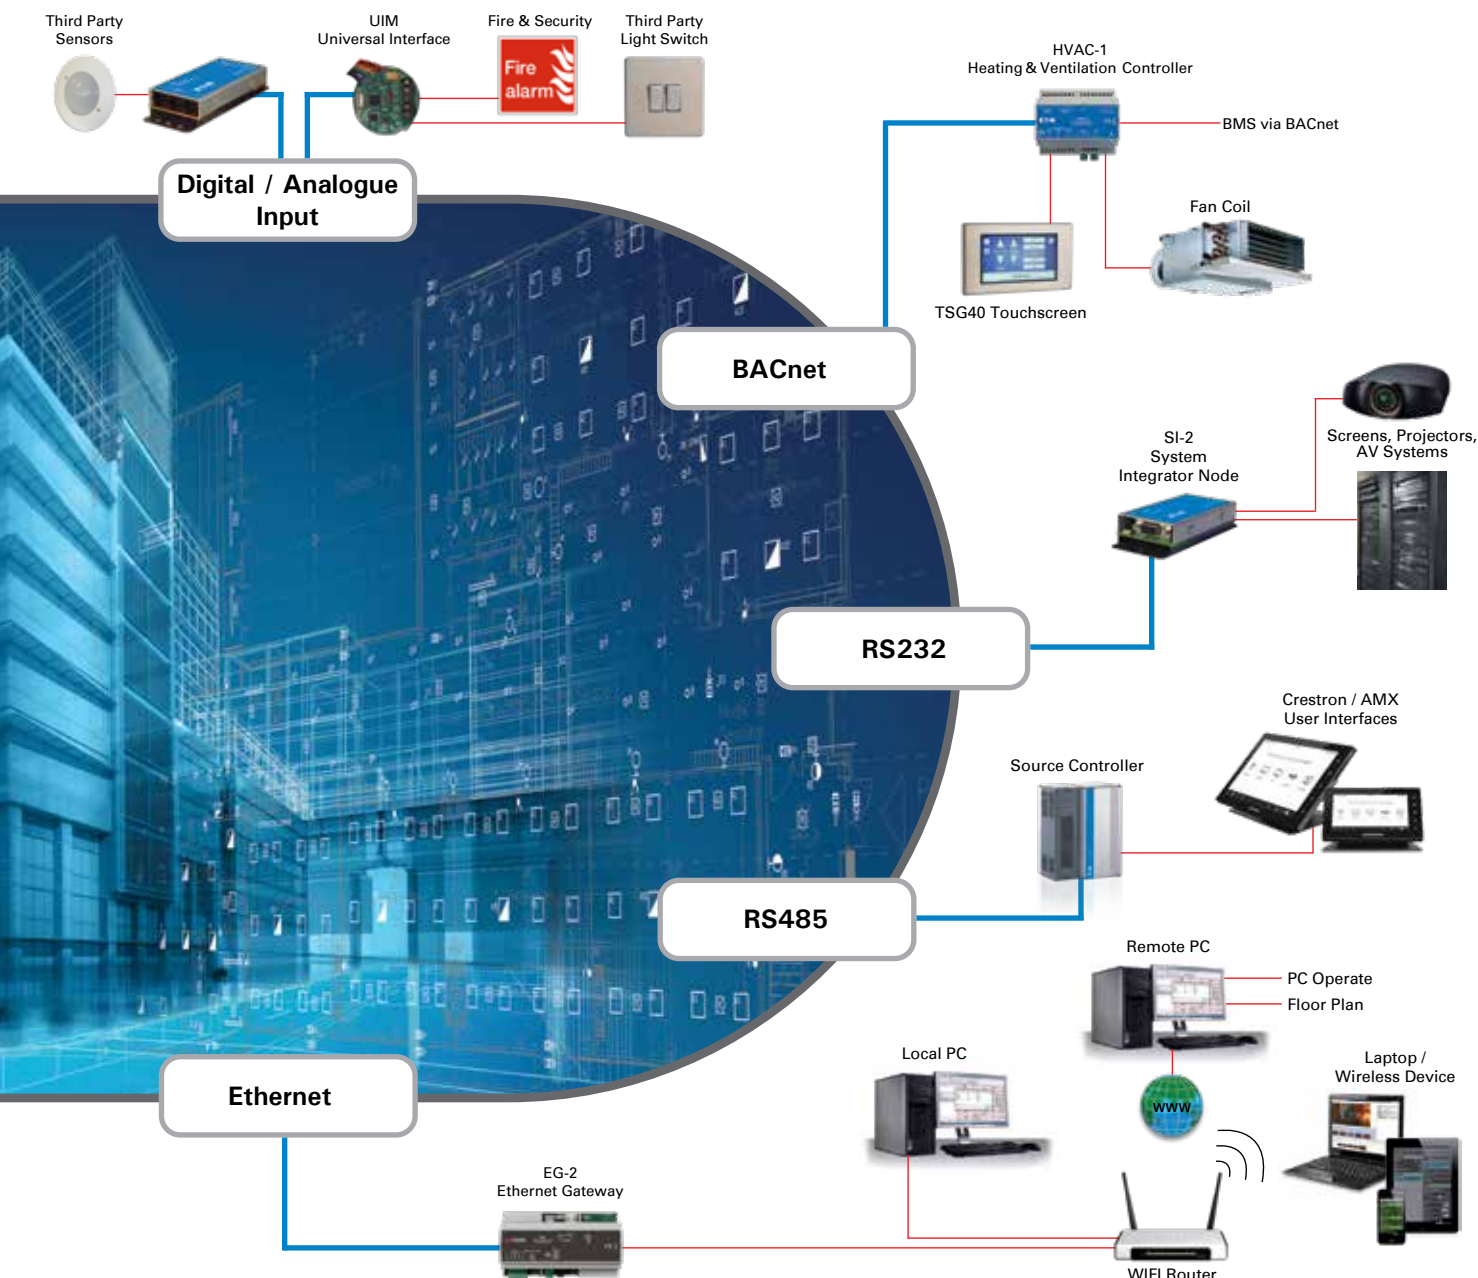 Third Party
Sensors
UIM
Universal Interface
Fire & Security
Third Party
Light Switch
Fire
alarm
Digital / Analogue
Input
HVAC-1
Heating & Ventilation Controller
BMS via BACnet
Fan Coil
TSG40 Touchscreen
BACnet
SI-2
System
Integrator Node
Screens, Projectors,
AV Systems
RS232
Crestron / AMX
User Interfaces
Source Controller
RS485
Remote PC
PC Operate
Floor Plan
Local PC
WWW
Laptop /
Wireless Device
Ethernet
EG-2
Ethernet Gateway
WIFI Router